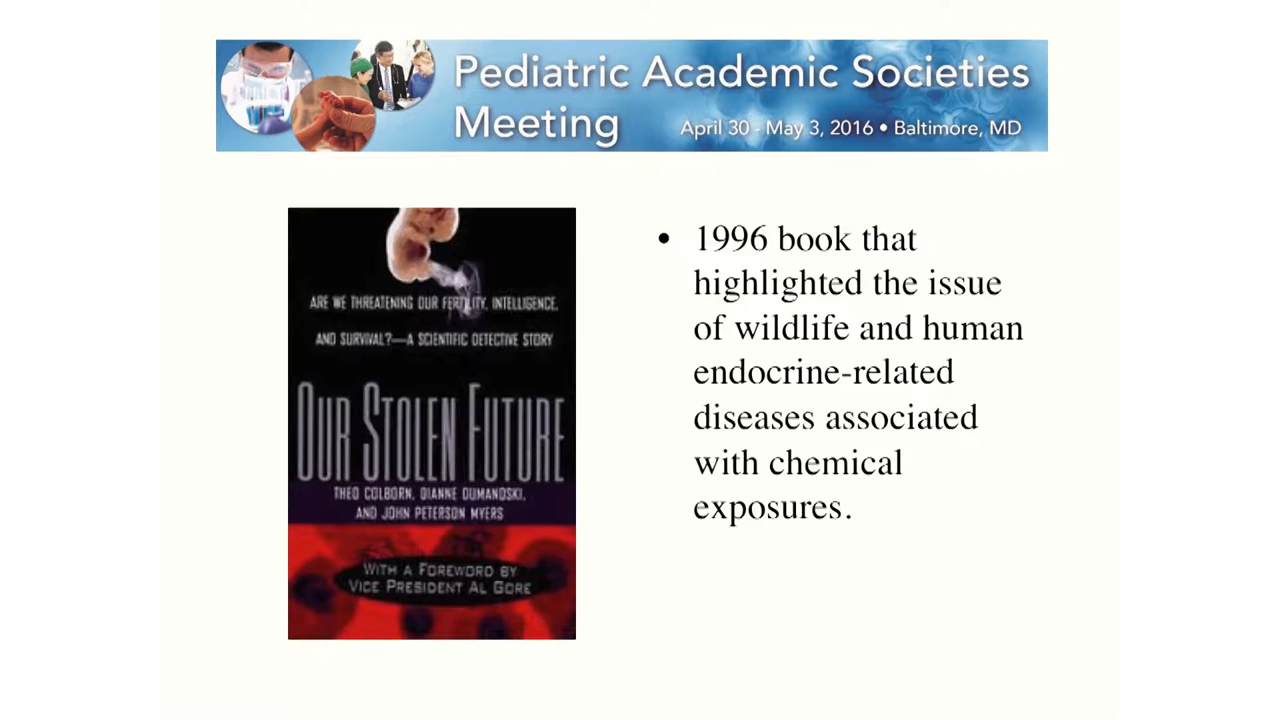 Pediatric Academic Societies
Meeting
April 30 - May 3, 2016 • Baltimore, MD
ARE WE THREATENING OUR FERTILITY, INTELLIGENCE,
AND SURVIVAL?—A SCIENTIFIC DETECTIVE STORY
OUR STOLEN FUTURE
THEO COLBORN, DIANNE DUMANOSKI,
AND JOHN PETERSON MYERS
WITH A FOREWORD BY
VICE PRESIDENT AL GORE
• 1996 book that
highlighted the issue
of wildlife and human
endocrine-related
diseases associated
with chemical
exposures.